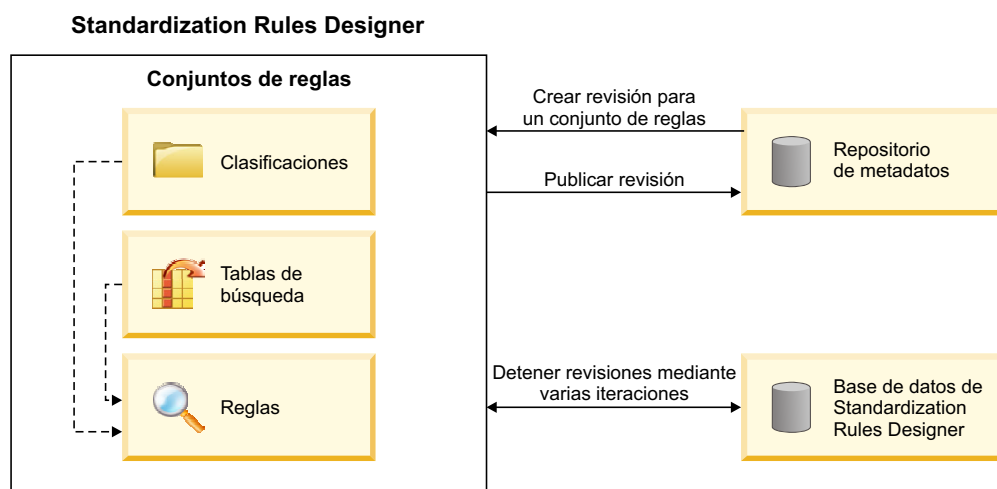 Standardization Rules Designer
Conjuntos de reglas
Clasificaciones
Tablas de
búsqueda
Reglas
Crear revisión para
un conjunto de reglas
Publicar revisión
Repositorio
de metadatos
Detener revisiones mediante
varias iteraciones
Base de datos de
Standardization
Rules Designer